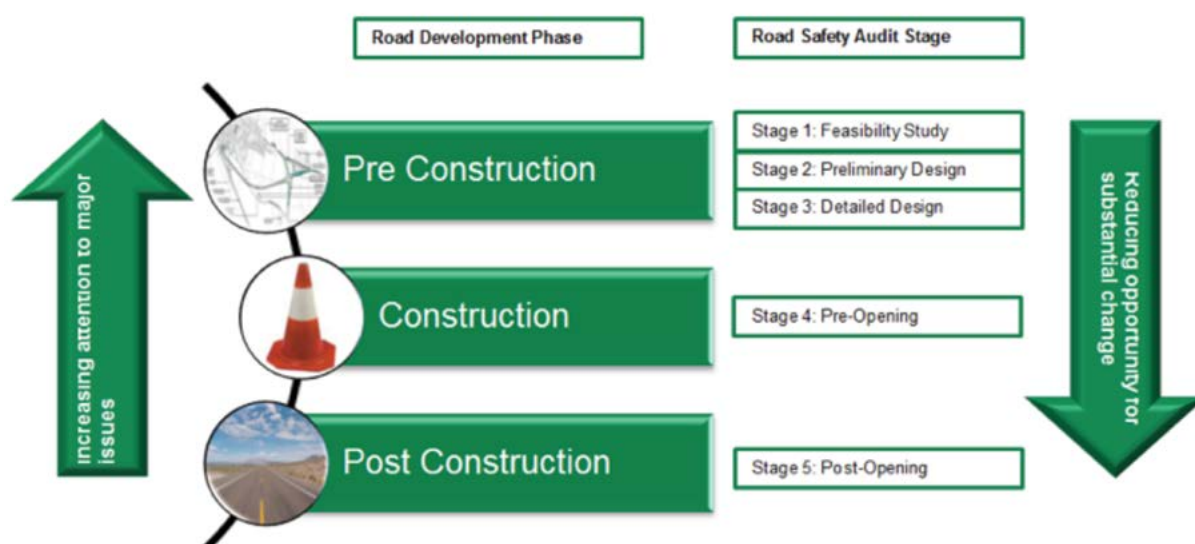 Road Development Phase
Road Safety Audit Stage
Increasing attention to major
issues
Pre Construction
Stage 1: Feasibility Study
Stage 2: Preliminary Design
Stage 3: Detailed Design
Construction
Stage 4: Pre-Opening
Post Construction
Stage 5: Post-Opening
Reducing opportunity for
substantial change